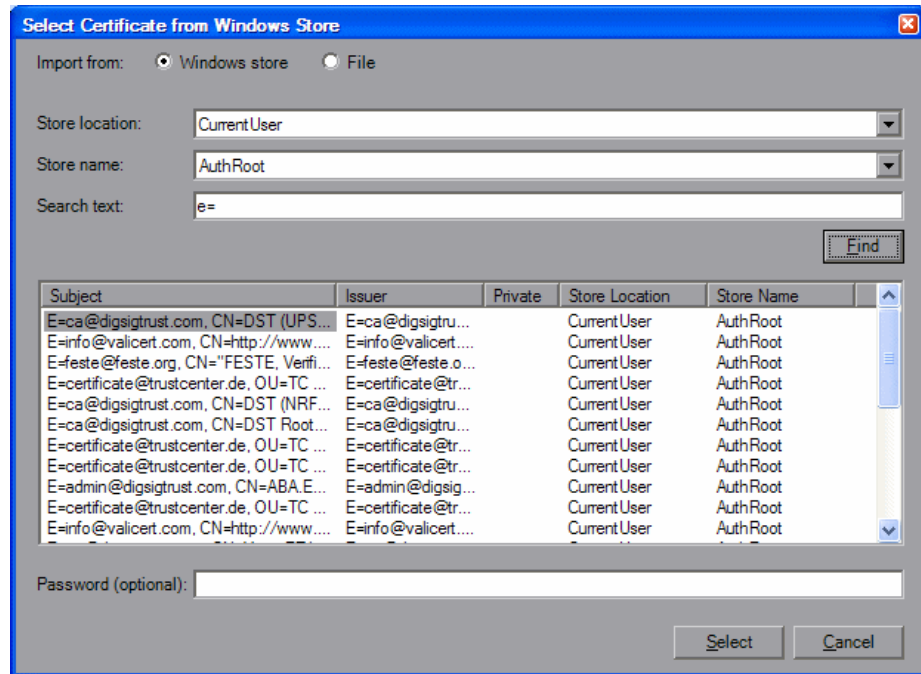 Select Certificate from Windows Store
Import from: Windows store File
Store location: CurrentUser
Store name: AuthRoot
Search text: e=
Find
Subject Issuer Private Store Location Store Name
E=ca@digsigtrust.com, CN=DST (UPS... E=ca@digsigtru... CurrentUser AuthRoot
E=info@valicert.com, CN=http://www.... E=info@valicert.... CurrentUser AuthRoot
E=feste@feste.org, CN="FESTE, Verifi... E=feste@feste.o... CurrentUser AuthRoot
E=certificate@trustcenter.de, OU=TC ... E=certificate@tr... CurrentUser AuthRoot
E=ca@digsigtrust.com, CN=DST (NRF... E=ca@digsigtru... CurrentUser AuthRoot
E=ca@digsigtrust.com, CN=DST Root... E=ca@digsigtru... CurrentUser AuthRoot
E=certificate@trustcenter.de, OU=TC ... E=certificate@tr... CurrentUser AuthRoot
E=certificate@trustcenter.de, OU=TC ... E=certificate@tr... CurrentUser AuthRoot
E=admin@digsigtrust.com, CN=ABA.E... E=admin@digsig... CurrentUser AuthRoot
E=certificate@trustcenter.de, OU=TC ... E=certificate@tr... CurrentUser AuthRoot
E=info@valicert.com, CN=http://www.... E=info@valicert.... CurrentUser AuthRoot
Password (optional):
Select Cancel